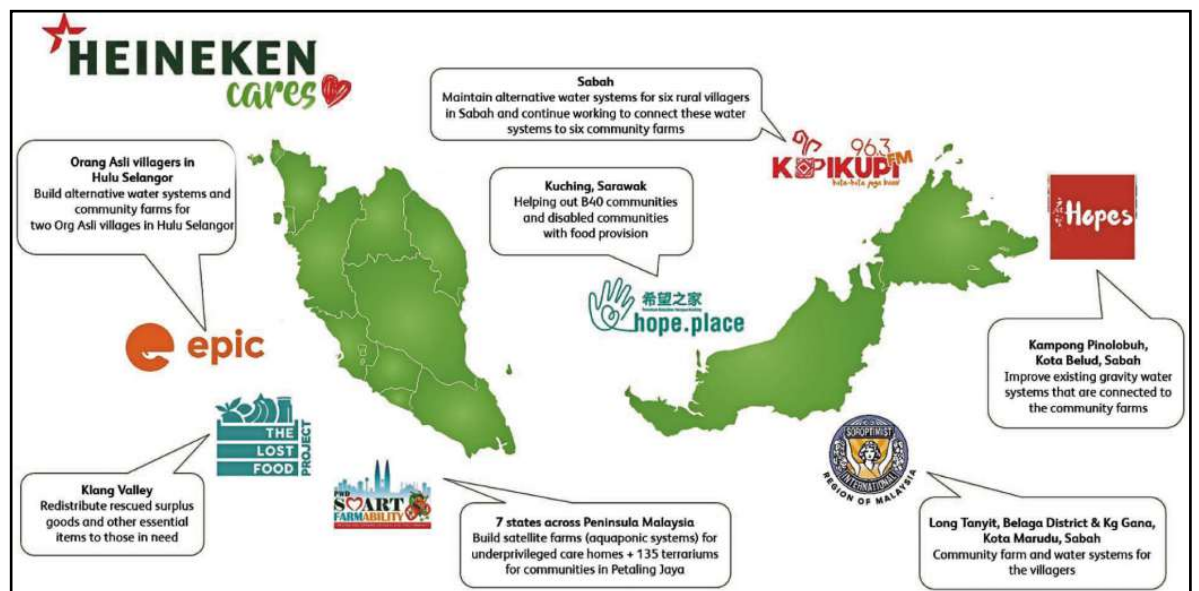 HEINEKEN
cares
Sabah
Maintain alternative water systems for six rural villagers
in Sabah and continue working to connect these water
systems to six community farms
96.3
KUPIKUPI FM
Orang Asli villagers in
Hulu Selangor
Build alternative water systems and
community farms for
two Org Asli villages in Hulu Selangor
Kuching, Sarawak
Helping out B40 communities
and disabled communities
with food provision
Hopes
希望之家
hope.place
epic
Kampong Pinolobuh,
Kota Belud, Sabah
Improve existing gravity water
systems that are connected to
the community farms
THE
LOST
FOOD
PROJECT
SOROPTIMIST
INTERNATIONAL
REGION OF MALAYSIA
PWD
SMART
FARMABILITY
Klang Valley
Redistribute rescued surplus
goods and other essential
items to those in need
7 states across Peninsula Malaysia
Build satellite farms (aquaponic systems) for
underprivileged care homes + 135 terrariums
for communities in Petaling Jaya
Long Tanyit, Belaga District & Kg Gana,
Kota Marudu, Sabah
Community farm and water systems for
the villagers